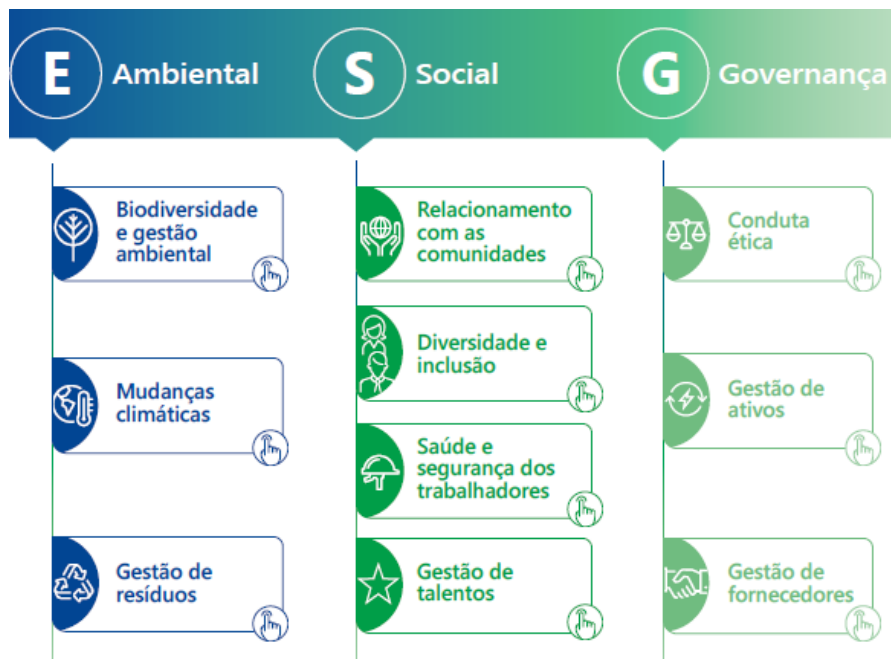 E Ambiental
S Social
G Governança
Biodiversidade
e gestão
ambiental
Mudanças
climáticas
Gestão de
resíduos
Relacionamento
com as
comunidades
Diversidade e
inclusão
Saúde e
segurança dos
trabalhadores
Gestão de
talentos
Conduta
ética
Gestão de
ativos
Gestão de
fornecedores